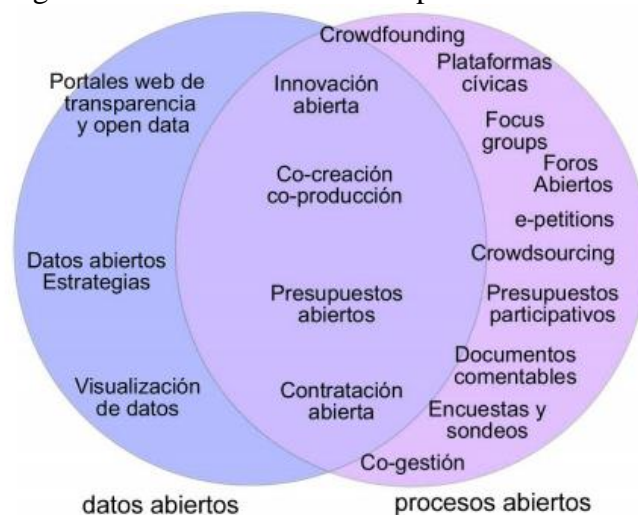 Crowdfounding
Portales web de
transparencia
y open data
Innovación
abierta
Plataformas
cívicas
Focus
groups
Foros
Abiertos
Co-creación
co-producción
e-petitions
Datos abiertos
Estrategias
Crowdsourcing
Presupuestos
abiertos
Presupuestos
participativos
Documentos
comentables
Visualización
de datos
Contratación
abierta
Encuestas y
sondeos
Co-gestión
datos abiertos
procesos abiertos